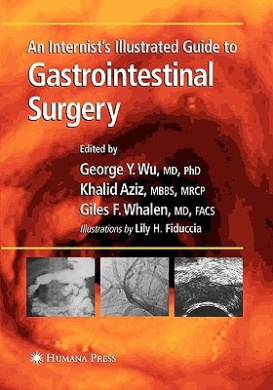 An Internist's Illustrated Guide to
Gastrointestinal
Surgery
Edited by
George Y. Wu, MD, PhD
Khalid Aziz, MBBS, MRCP
Giles F. Whalen, MD, FACS
Illustrations by Lily H. Fiduccia
HUMANA PRESS